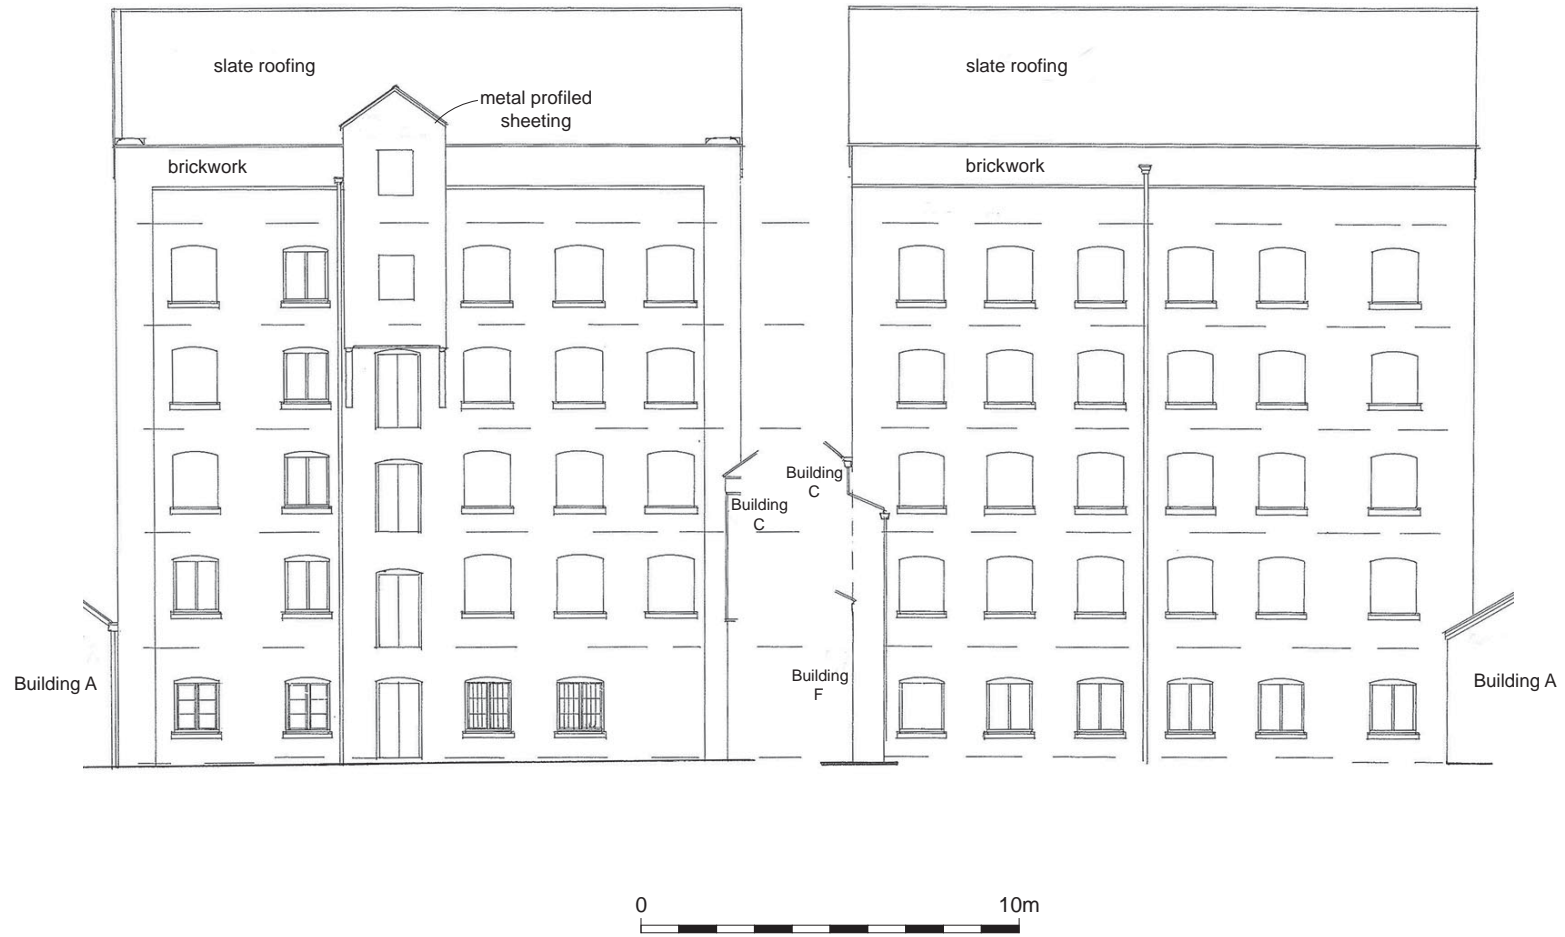 slate roofing
metal profiled
sheeting
brickwork
Building
C
Building A
slate roofing
brickwork
Building
C
Building
F
Building A
0 10m